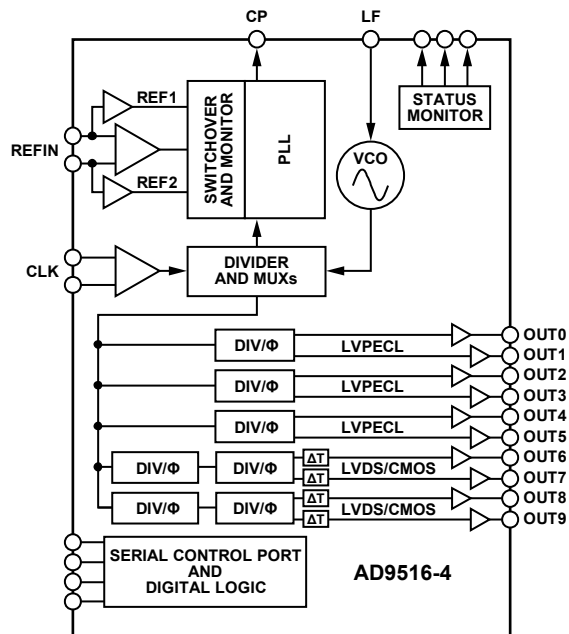 CP
LF
REF1
SWITCHOVER
AND MONITOR
PLL
STATUS
MONITOR
REFIN
REF2
VCO
CLK
DIVIDER
AND MUXs
DIV/Φ
LVPECL
OUT0
OUT1
DIV/Φ
LVPECL
OUT2
OUT3
DIV/Φ
LVPECL
OUT4
OUT5
DIV/Φ
DIV/Φ
ΔT
ΔT
LVDS/CMOS
OUT6
OUT7
DIV/Φ
DIV/Φ
ΔT
ΔT
LVDS/CMOS
OUT8
OUT9
SERIAL CONTROL PORT
AND
DIGITAL LOGIC
AD9516-4